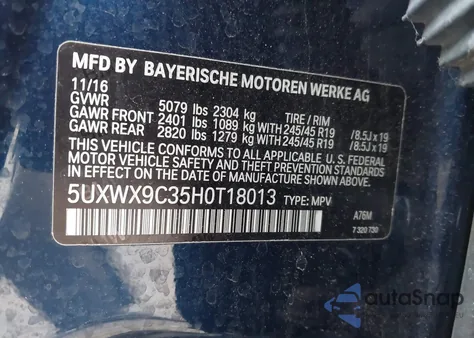 MFD BY BAYERISCHE MOTOREN WERKE AG
11/16
GVWR 5079 lbs 2304 kg TIRE / RIM
GAWR FRONT 2401 lbs 1089 kg WITH 245/45 R19 /8.5J x 19
GAWR REAR 2820 lbs 1279 kg WITH 245/45 R19 /8.5J x 19
THIS VEHICLE CONFORMS TO ALL APPLICABLE U. S. FEDERAL
MOTOR VEHICLE SAFETY AND THEFT PREVENTION STANDARDS
IN EFFECT ON THE DATE OF MANUFACTURE SHOWN ABOVE.
5UXWX9C35H0T18013 TYPE: MPV
A76M
7 320 730
autoSnap